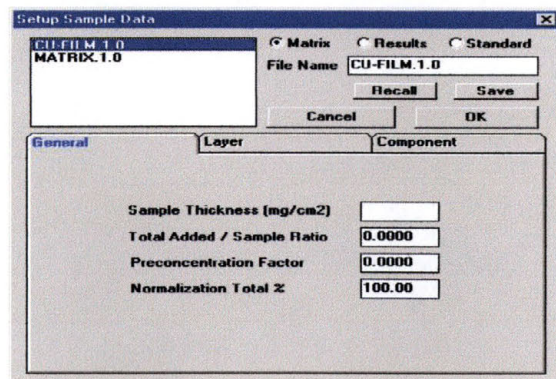 Setup Sample Data
CU-FILM.1.0
MATRIX.1.0
Matrix Results Standard
File Name CU-FILM.1.0
Recall Save
Cancel OK
General Layer Component
Sample Thickness (mg/cm2)
Total Added / Sample Ratio 0.0000
Preconcentration Factor 0.0000
Normalization Total % 100.00